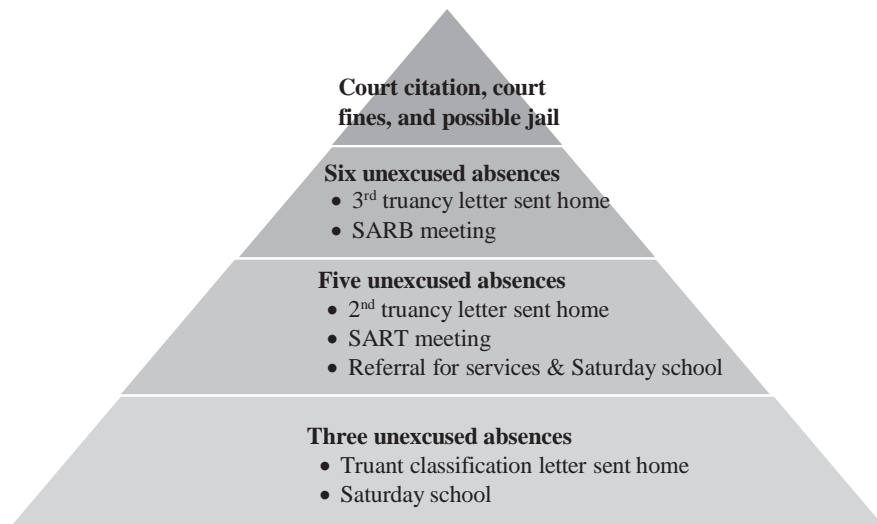 Court citation, court
fines, and possible jail
Six unexcused absences
• 3rd truancy letter sent home
• SARB meeting
Five unexcused absences
• 2nd truancy letter sent home
• SART meeting
• Referral for services & Saturday school
Three unexcused absences
• Truant classification letter sent home
• Saturday school